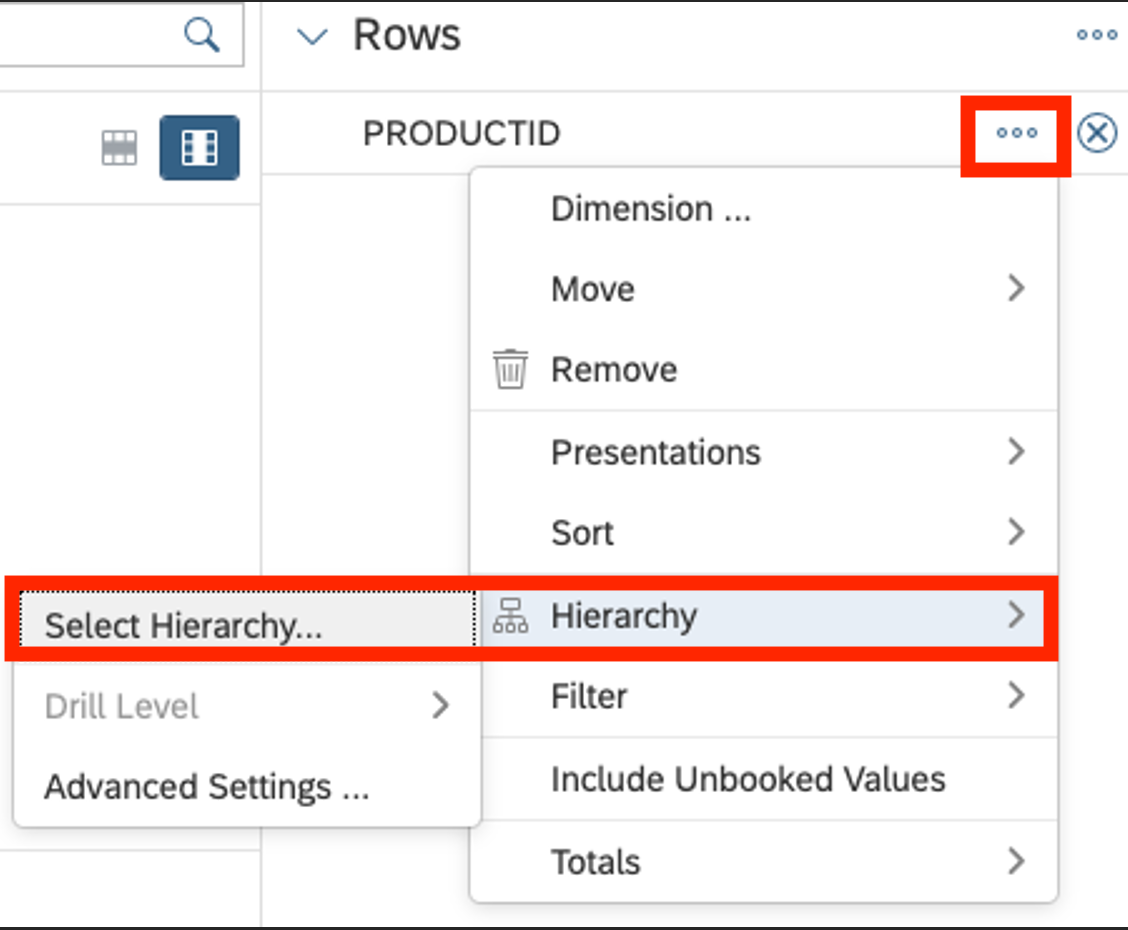 Rows
PRODUCTID
Dimension ...
Move
Remove
Presentations
Sort
Hierarchy
Select Hierarchy...
Filter
Drill Level
Include Unbooked Values
Advanced Settings ...
Totals